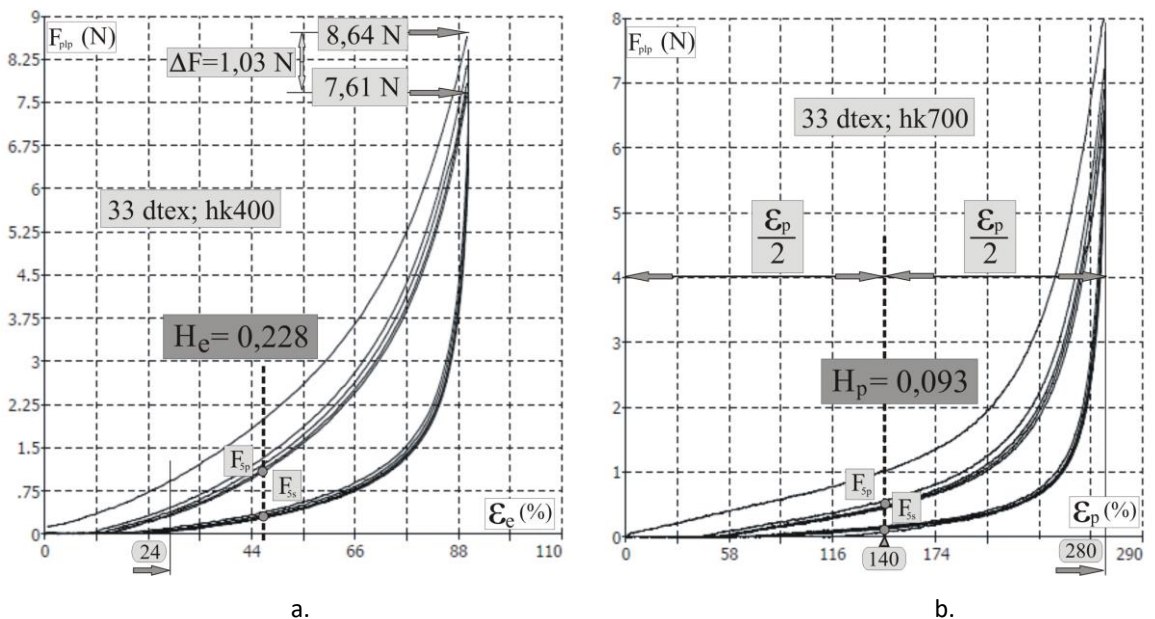 9
F_plp (N)
8.25
7.5
6.75
6
5.25
4.5
3.75
3
2.25
1.5
.75
0
8,64 N
ΔF=1,03 N
7,61 N
33 dtex; hk400
H_e= 0,228
F_5p
F_5s
ε_e (%)
0
24
44
66
88
110
a.
8
F_plp (N)
7
6
5
4
3
2
1
0
33 dtex; hk700
ε_p
2
ε_p
2
H_p= 0,093
F_5p
F_5s
ε_p (%)
0
58
116
140
174
280
290
b.